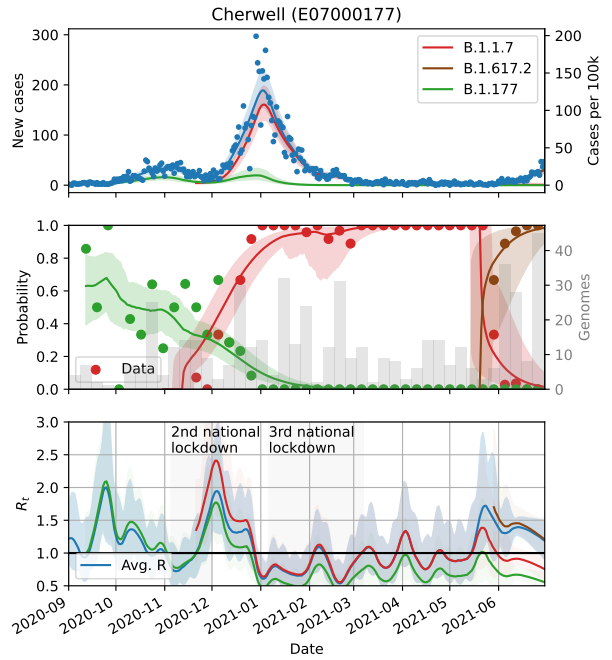 Cherwell (E07000177)
300
200
100
0
New cases
200
150
100
50
0
Cases per 100k
B.1.1.7
B.1.617.2
B.1.177
1.0
0.8
0.6
0.4
0.2
0.0
Probability
40
30
20
10
0
Genomes
Data
3.0
2.5
2.0
1.5
1.0
0.5
R_t
2nd national
lockdown
3rd national
lockdown
Avg. R
2020-09
2020-10
2020-11
2020-12
2021-01
2021-02
2021-03
2021-04
2021-05
2021-06
Date